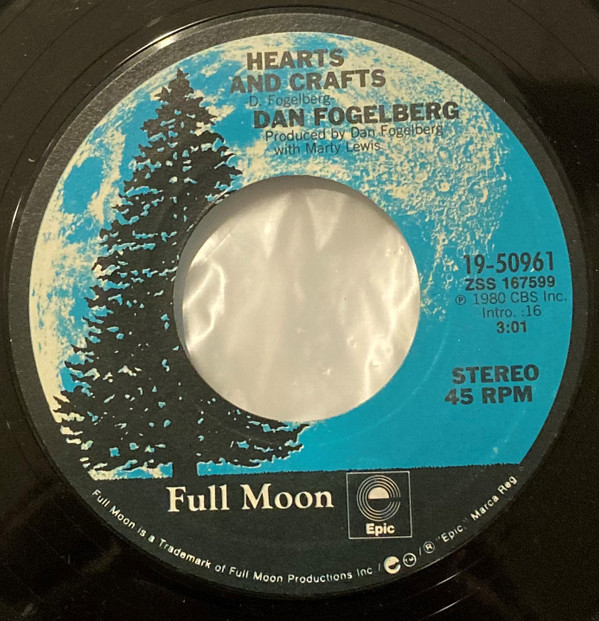 HEARTS
AND CRAFTS
D. Fogelberg
DAN FOGELBERG
Produced by Dan Fogelberg
with Marty Lewis
19-50961
ZSS 167599
℗ 1980 CBS Inc.
Intro. :16
3:01
STEREO
45 RPM
Full Moon
Epic
Full Moon is a Trademark of Full Moon Productions Inc./
/® "Epic," Marca Reg